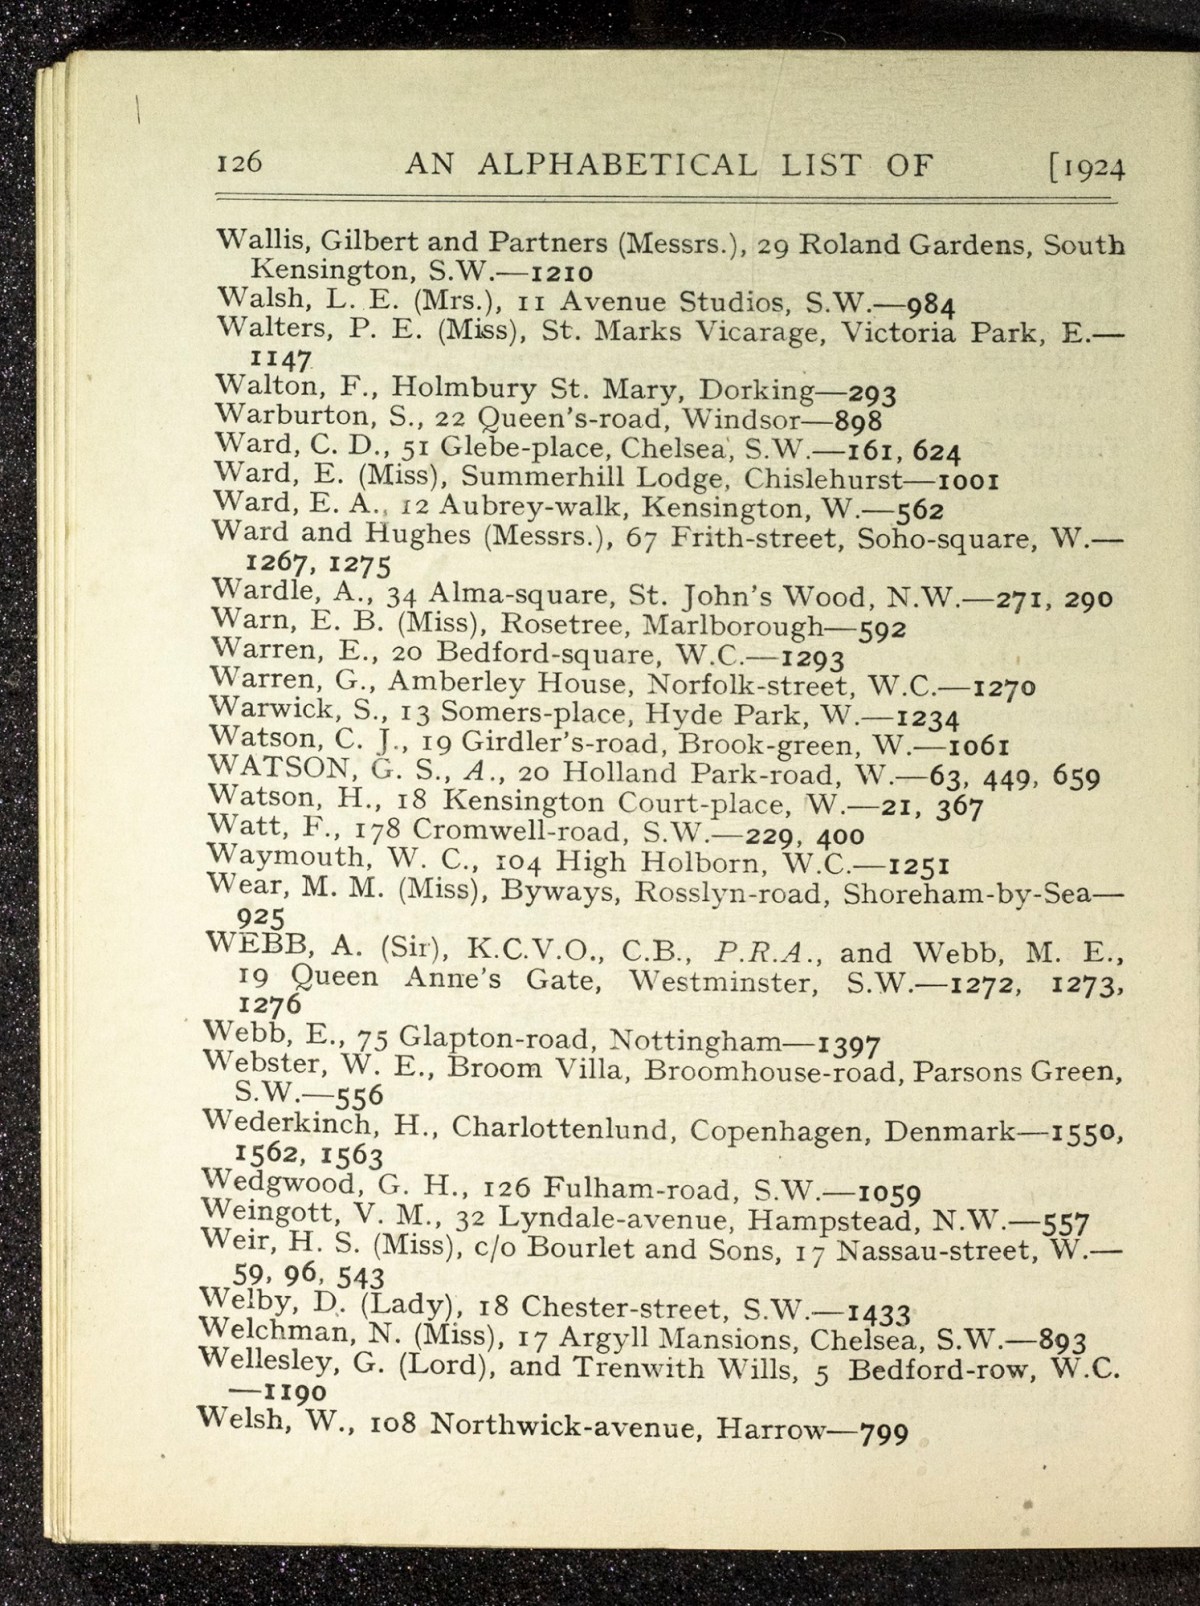 126 AN ALPHABETICAL LIST OF [1924
Wallis, Gilbert and Partners (Messrs.), 29 Roland Gardens, South
Kensington, S.W.—1210
Walsh, L. E. (Mrs.), 11 Avenue Studios, S.W.—984
Walters, P. E. (Miss), St. Marks Vicarage, Victoria Park, E.—
1147
Walton, F., Holmbury St. Mary, Dorking—293
Warburton, S., 22 Queen's-road, Windsor—898
Ward, C. D., 51 Glebe-place, Chelsea, S.W.—161, 624
Ward, E. (Miss), Summerhill Lodge, Chislehurst—1001
Ward, E. A., 12 Aubrey-walk, Kensington, W.—562
Ward and Hughes (Messrs.), 67 Frith-street, Soho-square, W.—
1267, 1275
Wardle, A., 34 Alma-square, St. John's Wood, N.W.—271, 290
Warn, E. B. (Miss), Rosetree, Marlborough—592
Warren, E., 20 Bedford-square, W.C.—1293
Warren, G., Amberley House, Norfolk-street, W.C.—1270
Warwick, S., 13 Somers-place, Hyde Park, W.—1234
Watson, C. J., 19 Girdler's-road, Brook-green, W.—1061
WATSON, G. S., A., 20 Holland Park-road, W.—63, 449, 659
Watson, H., 18 Kensington Court-place, W.—21, 367
Watt, F., 178 Cromwell-road, S.W.—229, 400
Waymouth, W. C., 104 High Holborn, W.C.—1251
Wear, M. M. (Miss), Byways, Rosslyn-road, Shoreham-by-Sea—
925
WEBB, A. (Sir), K.C.V.O., C.B., P.R.A., and Webb, M. E.,
19 Queen Anne's Gate, Westminster, S.W.—1272, 1273,
1276
Webb, E., 75 Glapton-road, Nottingham—1397
Webster, W. E., Broom Villa, Broomhouse-road, Parsons Green,
S.W.—556
Wederkinch, H., Charlottenlund, Copenhagen, Denmark—1550,
1562, 1563
Wedgwood, G. H., 126 Fulham-road, S.W.—1059
Weingott, V. M., 32 Lyndale-avenue, Hampstead, N.W.—557
Weir, H. S. (Miss), c/o Bourlet and Sons, 17 Nassau-street, W.—
59, 96, 543
Welby, D. (Lady), 18 Chester-street, S.W.—1433
Welchman, N. (Miss), 17 Argyll Mansions, Chelsea, S.W.—893
Wellesley, G. (Lord), and Trenwith Wills, 5 Bedford-row, W.C.
—1190
Welsh, W., 108 Northwick-avenue, Harrow—799